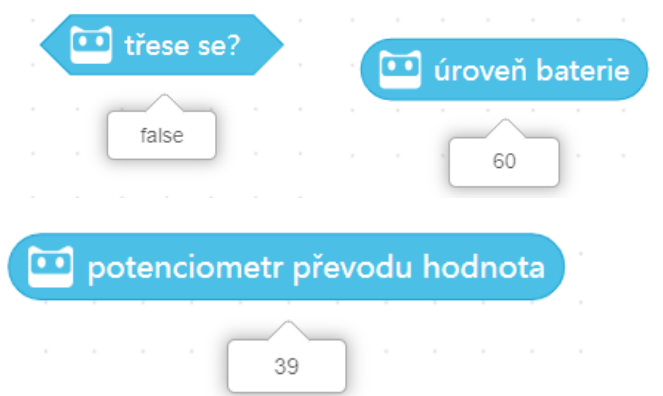 třese se?
false
úroveň baterie
60
potenciometr převodu hodnota
39